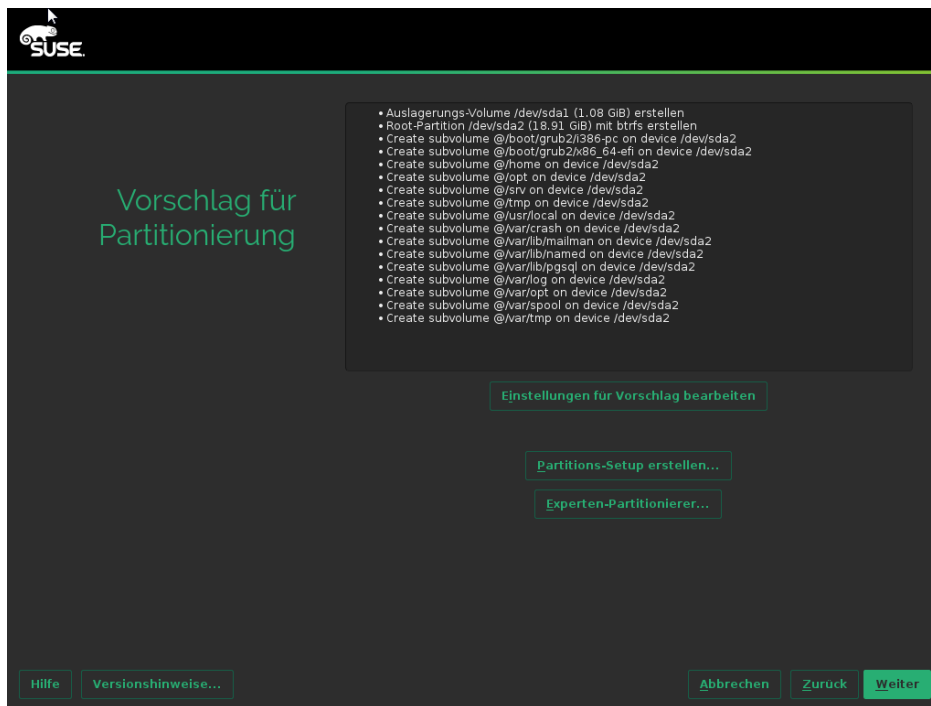 SUSE.
Vorschlag für
Partitionierung
• Auslagerungs-Volume /dev/sda1 (1.08 GiB) erstellen
• Root-Partition /dev/sda2 (18.91 GiB) mit btrfs erstellen
• Create subvolume @/boot/grub2/i386-pc on device /dev/sda2
• Create subvolume @/boot/grub2/x86_64-efi on device /dev/sda2
• Create subvolume @/home on device /dev/sda2
• Create subvolume @/opt on device /dev/sda2
• Create subvolume @/srv on device /dev/sda2
• Create subvolume @/tmp on device /dev/sda2
• Create subvolume @/usr/local on device /dev/sda2
• Create subvolume @/var/crash on device /dev/sda2
• Create subvolume @/var/lib/mailman on device /dev/sda2
• Create subvolume @/var/lib/named on device /dev/sda2
• Create subvolume @/var/lib/pgsql on device /dev/sda2
• Create subvolume @/var/log on device /dev/sda2
• Create subvolume @/var/opt on device /dev/sda2
• Create subvolume @/var/spool on device /dev/sda2
• Create subvolume @/var/tmp on device /dev/sda2
Einstellungen für Vorschlag bearbeiten
Partitions-Setup erstellen...
Experten-Partitionierer...
Hilfe Versionshinweise... Abbrechen Zurück Weiter